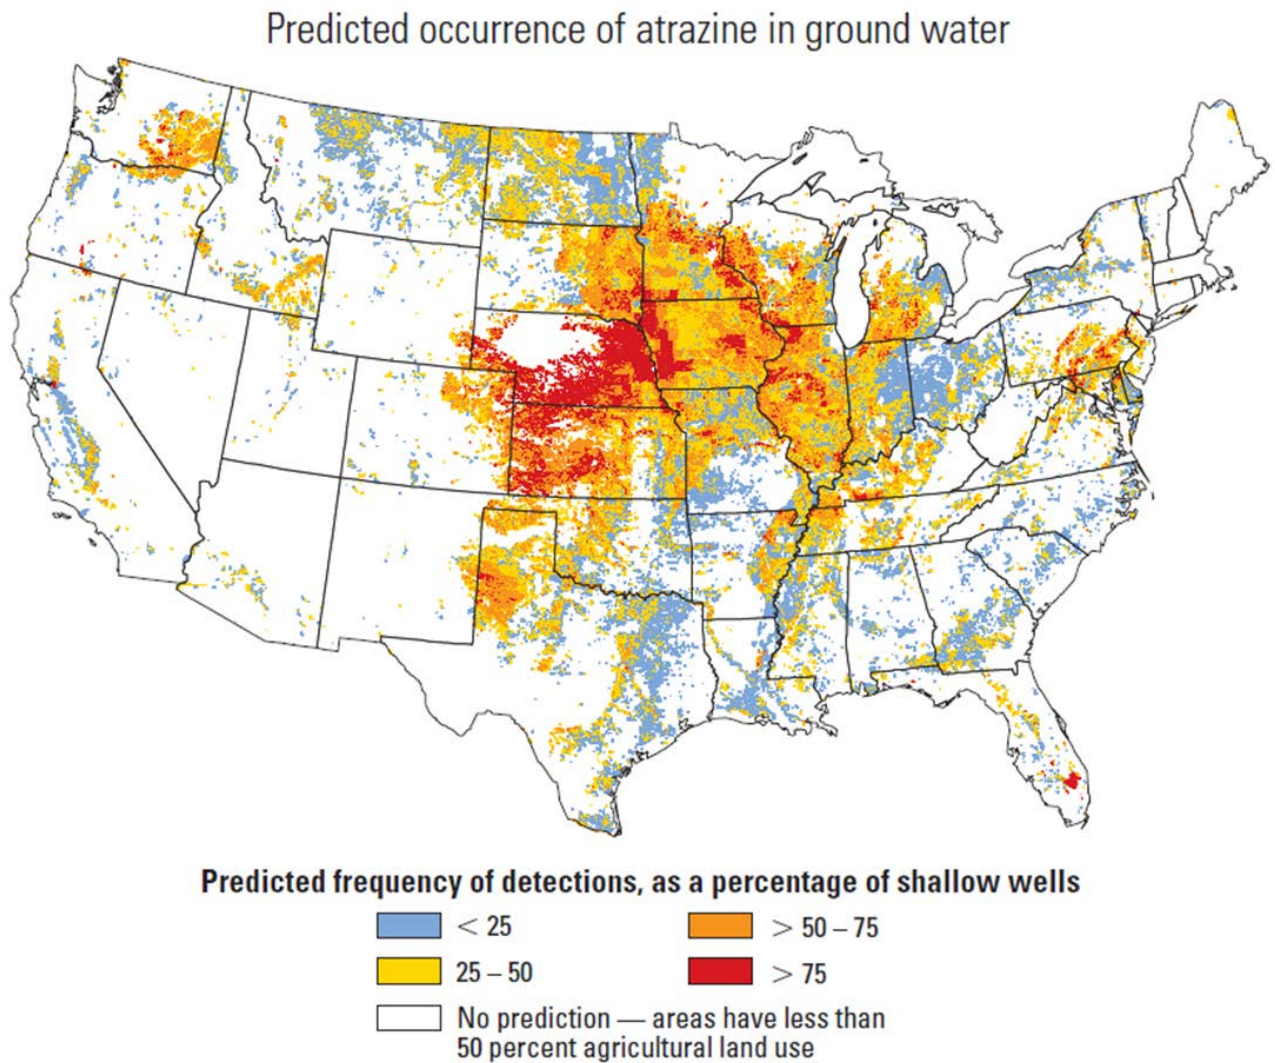 Predicted occurrence of atrazine in ground water
Predicted frequency of detections, as a percentage of shallow wells
< 25
> 50 – 75
25 – 50
> 75
No prediction — areas have less than
50 percent agricultural land use